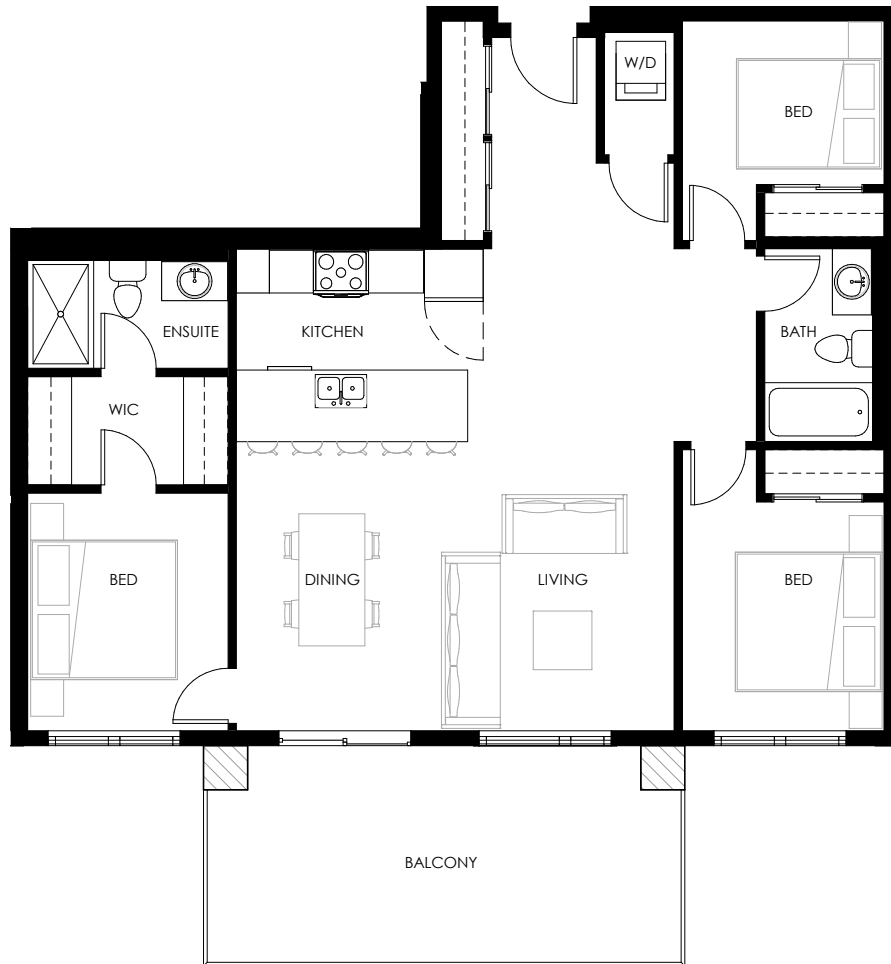 W/D
BED
ENSUITE
KITCHEN
BATH
WIC
BED
DINING
LIVING
BED
BALCONY